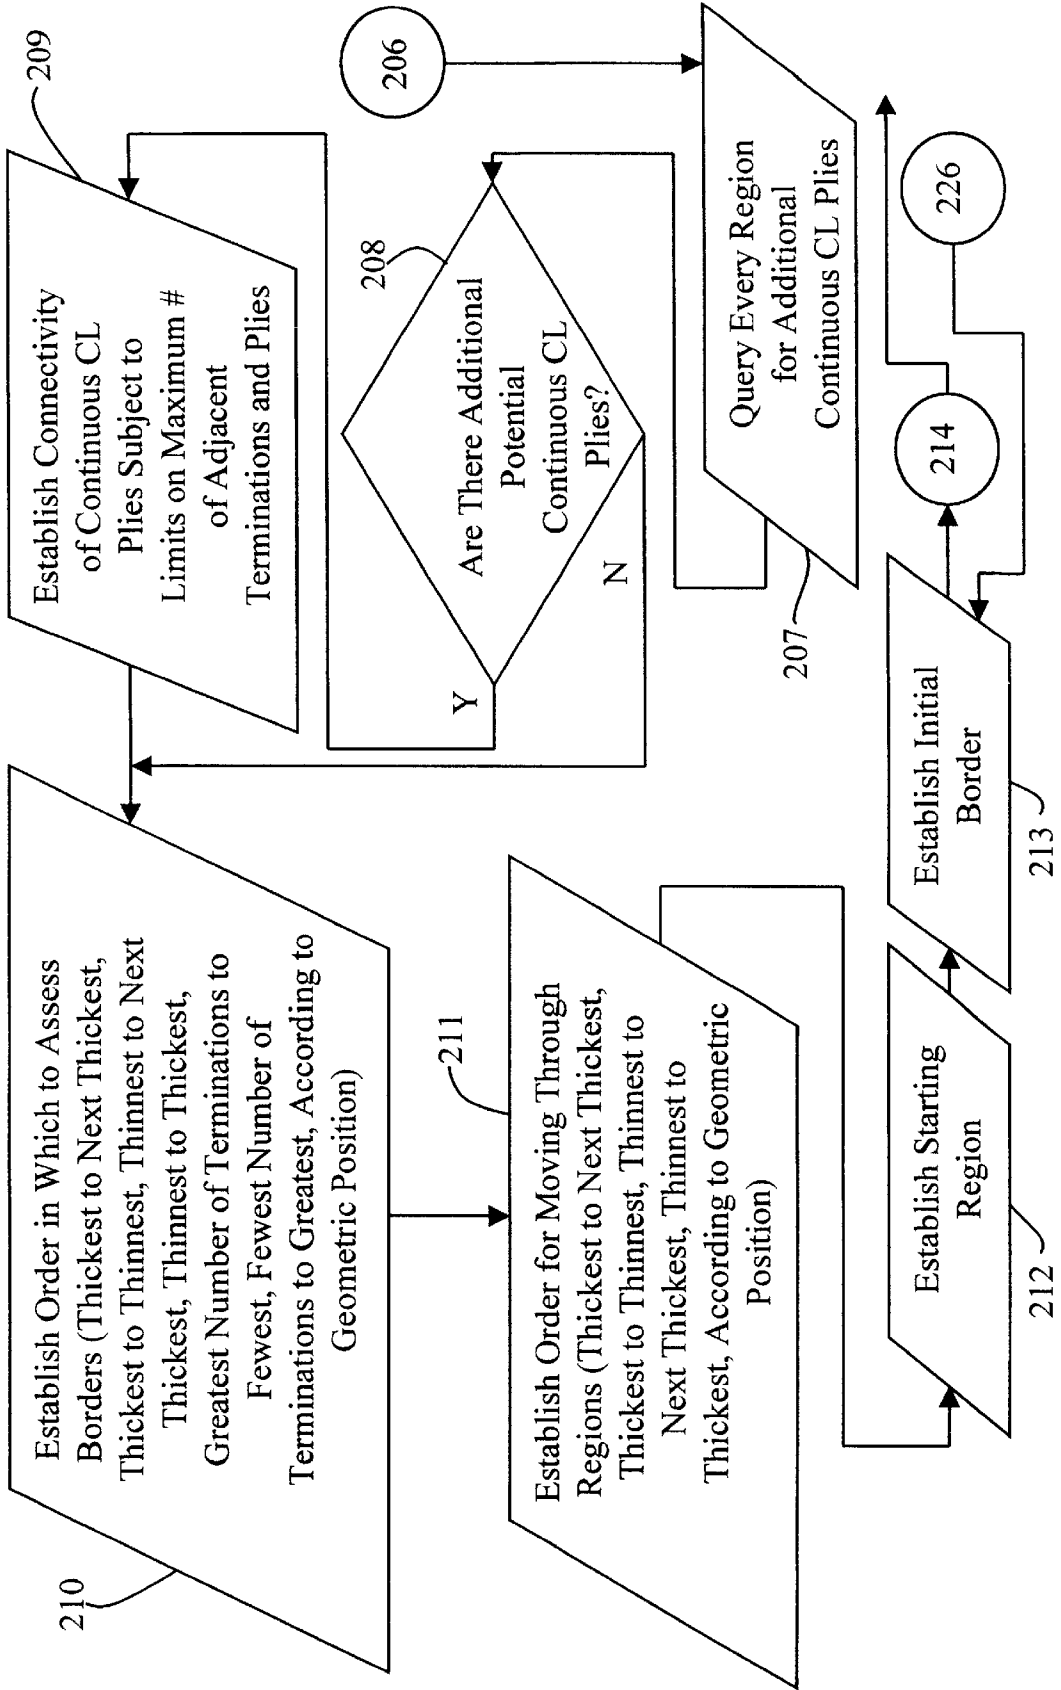 206
Query Every Region
for Additional
Continuous CL Plies
207
208
Are There Additional
Potential
Continuous CL
Plies?
Y
N
209
Establish Connectivity
of Continuous CL
Plies Subject to
Limits on Maximum #
of Adjacent
Terminations and Plies
210
Establish Order in Which to Assess
Borders (Thickest to Next Thickest,
Thickest to Thinnest, Thinnest to Next
Thickest, Thinnest to Thickest,
Greatest Number of Terminations to
Fewest, Fewest Number of
Terminations to Greatest, According to
Geometric Position)
211
Establish Order for Moving Through
Regions (Thickest to Next Thickest,
Thickest to Thinnest, Thinnest to
Next Thickest, Thinnest to
Thickest, According to Geometric
Position)
Establish Starting
Region
212
Establish Initial
Border
213
214
226